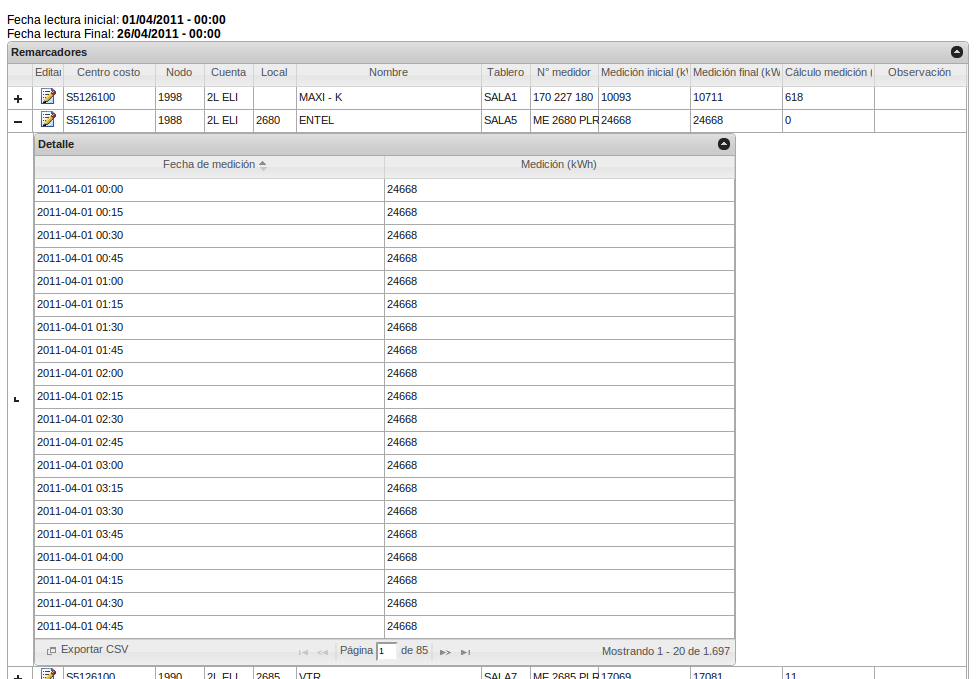 Fecha lectura inicial: 01/04/2011 - 00:00
Fecha lectura Final: 26/04/2011 - 00:00
Remarcadores
Editar Centro costo Nodo Cuenta Local Nombre Tablero N° medidor Medición inicial (kW Medición final (kW Cálculo medición ( Observación
S5126100 1998 2L ELI MAXI - K SALA1 170 227 180 10093 10711 618
S5126100 1988 2L ELI 2680 ENTEL SALA5 ME 2680 PLR 24668 24668 0
Detalle
Fecha de medición Medición (kWh)
2011-04-01 00:00 24668
2011-04-01 00:15 24668
2011-04-01 00:30 24668
2011-04-01 00:45 24668
2011-04-01 01:00 24668
2011-04-01 01:15 24668
2011-04-01 01:30 24668
2011-04-01 01:45 24668
2011-04-01 02:00 24668
2011-04-01 02:15 24668
2011-04-01 02:30 24668
2011-04-01 02:45 24668
2011-04-01 03:00 24668
2011-04-01 03:15 24668
2011-04-01 03:30 24668
2011-04-01 03:45 24668
2011-04-01 04:00 24668
2011-04-01 04:15 24668
2011-04-01 04:30 24668
2011-04-01 04:45 24668
Exportar CSV Página 1 de 85 Mostrando 1 - 20 de 1.697
S5126100 1990 2L ELI 2685 VTR SALA7 ME 2685 PLR 17069 17081 11